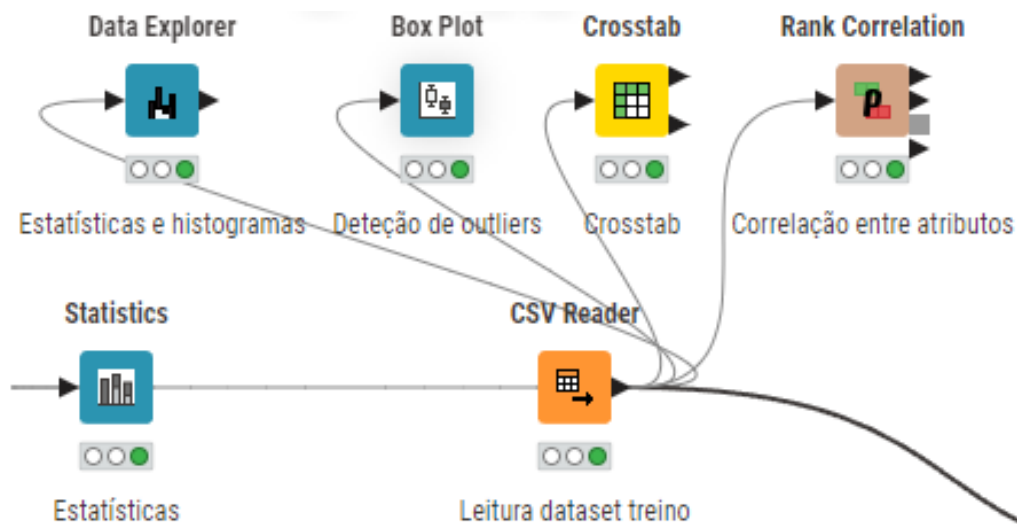 Data Explorer
Box Plot
Crosstab
Rank Correlation
p
Estatísticas e histogramas
Deteção de outliers
Crosstab
Correlação entre atributos
Statistics
CSV Reader
Estatísticas
Leitura dataset treino